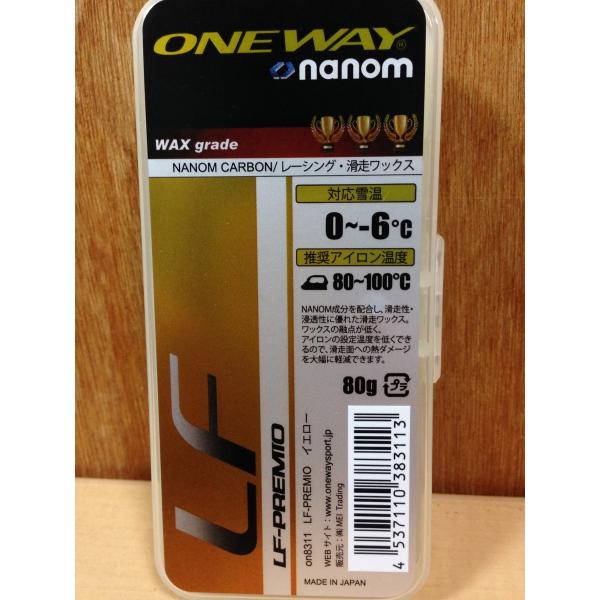 ONE WAY®
nanom
WAX grade
NANOM CARBON/レーシング・滑走ワックス
対応雪温
0~-6℃
推奨アイロン温度
80~100℃
NANOM成分を配合し、滑走性・
浸透性に優れた滑走ワックス。
ワックスの融点が低く、
アイロンの設定温度を低くでき
るので、滑走面への熱ダメージ
を大幅に軽減できます。
80g プラ
LF
LF-PREMIO
on8311 LF-PREMIO イエロー
WEBサイト:www.onewaysport.jp
販売元:㈱MEI Trading
4 537110 383113
MADE IN JAPAN